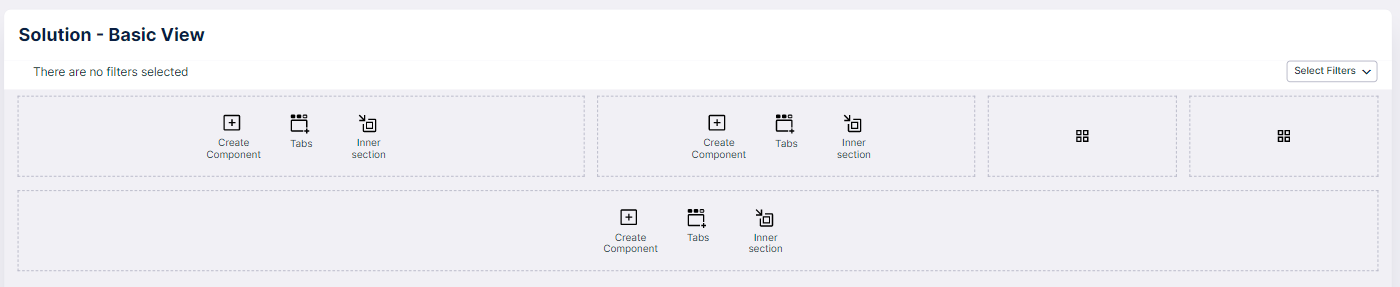 Solution - Basic View
There are no filters selected
Select Filters
Create
Component
Tabs
Inner
section
Create
Component
Tabs
Inner
section
Create
Component
Tabs
Inner
section